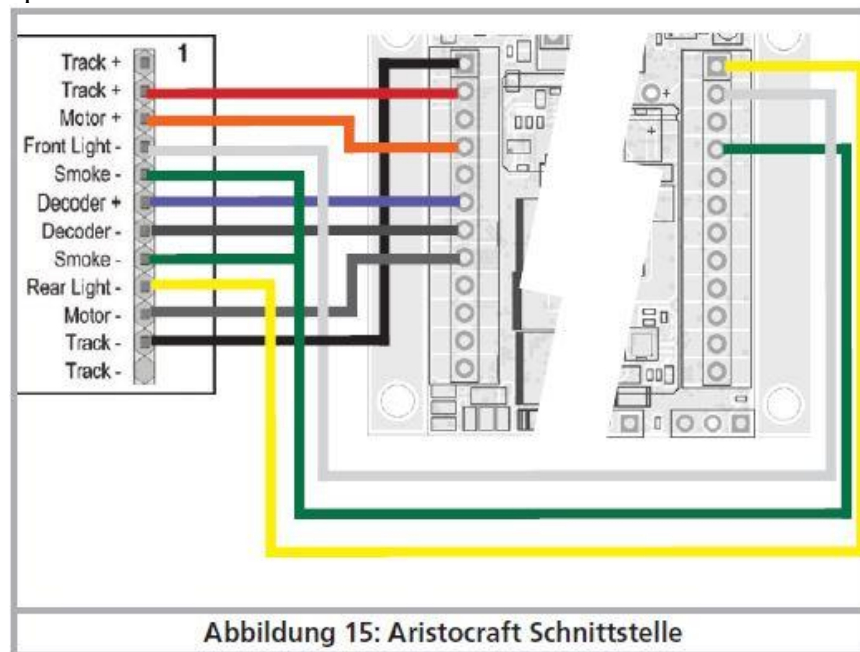 1
Track +
Track +
Motor +
Front Light -
Smoke -
Decoder +
Decoder -
Smoke -
Rear Light -
Motor -
Track -
Track -
Abbildung 15: Aristocraft Schnittstelle